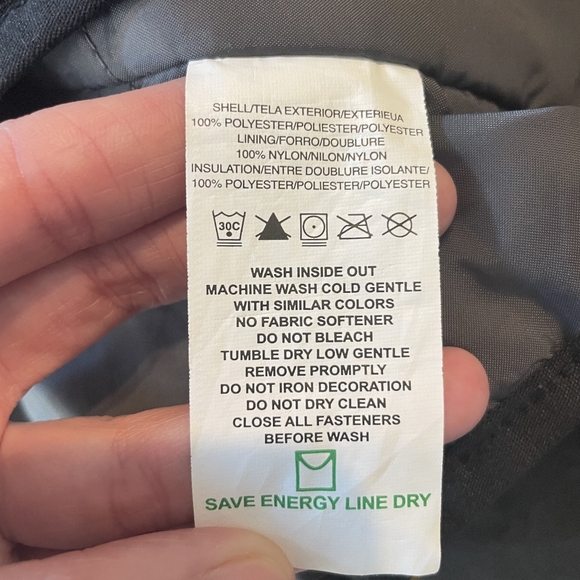 SHELL/TELA EXTERIOR/EXTERIEUA
100% POLYESTER/POLIESTER/POLYESTER
LINING/FORRO/DOUBLURE
100% NYLON/NILON/NYLON
INSULATION/ENTRE DOUBLURE ISOLANTE/
100% POLYESTER/POLIESTER/POLYESTER
30C
WASH INSIDE OUT
MACHINE WASH COLD GENTLE
WITH SIMILAR COLORS
NO FABRIC SOFTENER
DO NOT BLEACH
TUMBLE DRY LOW GENTLE
REMOVE PROMPTLY
DO NOT IRON DECORATION
DO NOT DRY CLEAN
CLOSE ALL FASTENERS
BEFORE WASH
SAVE ENERGY LINE DRY